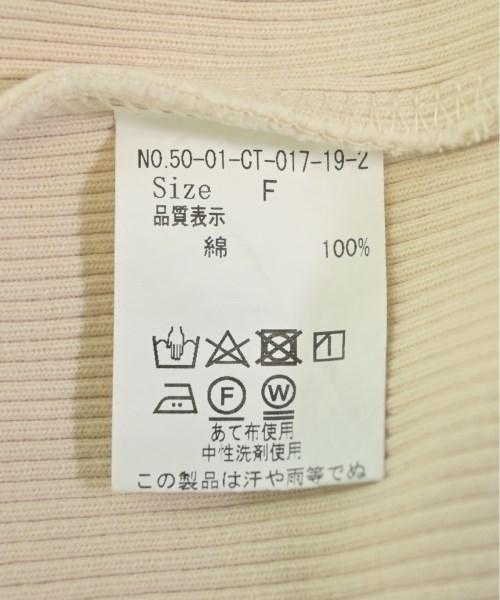 NO.50-01-CT-017-19-2
Size F
品質表示
綿 100%
F W
あて布使用
中性洗剤使用
この製品は汗や雨等でぬ